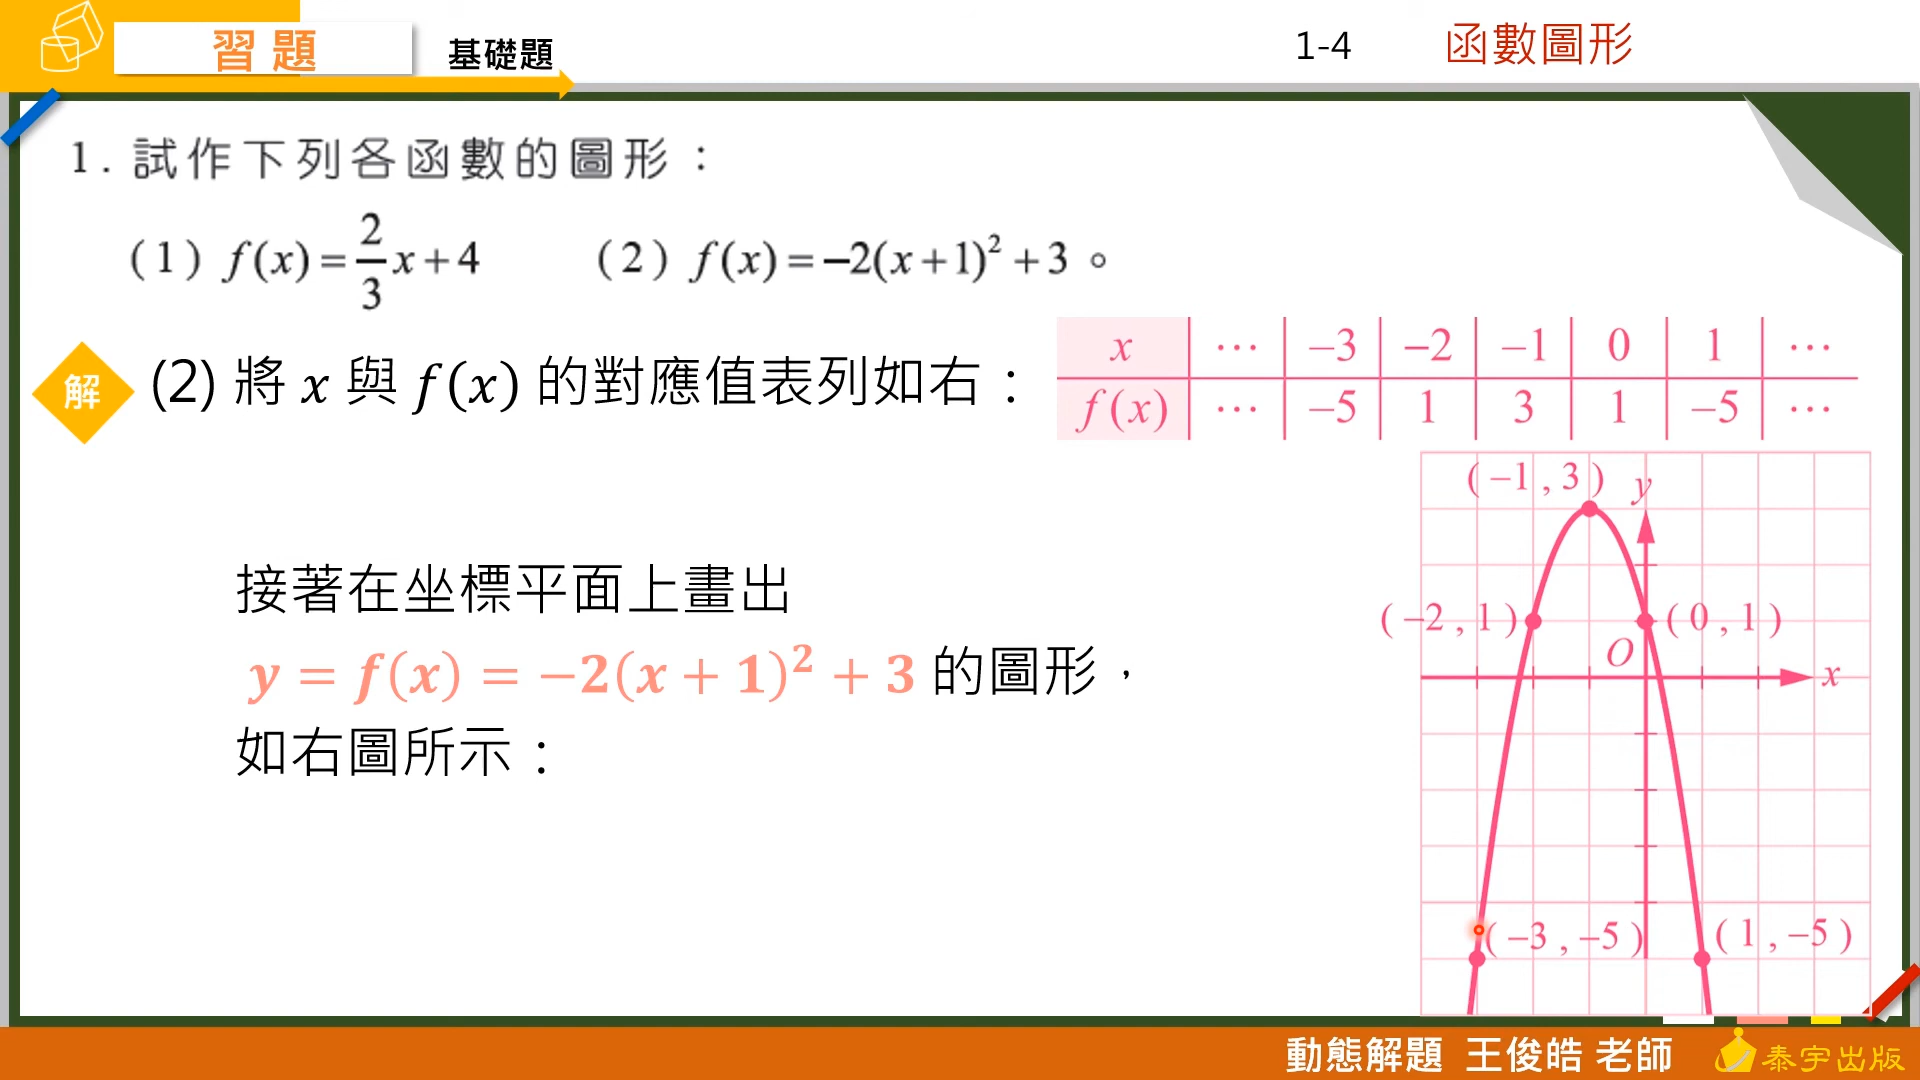 習 題
基礎題
1-4
函數圖形
1. 試作下列各函數的圖形：
(1) f(x)=2/3x+4 (2) f(x)=−2(x+1)²+3。
解
(2) 將 x 與 f(x) 的對應值表列如右：
x … −3 −2 −1 0 1 …
f(x) … −5 1 3 1 −5 …
接著在坐標平面上畫出
y = f(x) = −2(x + 1)² + 3 的圖形，
如右圖所示：
(−1 , 3)
y
(−2 , 1)
(0 , 1)
O
x
(−3 , −5)
(1 , −5)
動態解題 王俊皓 老師
泰宇出版